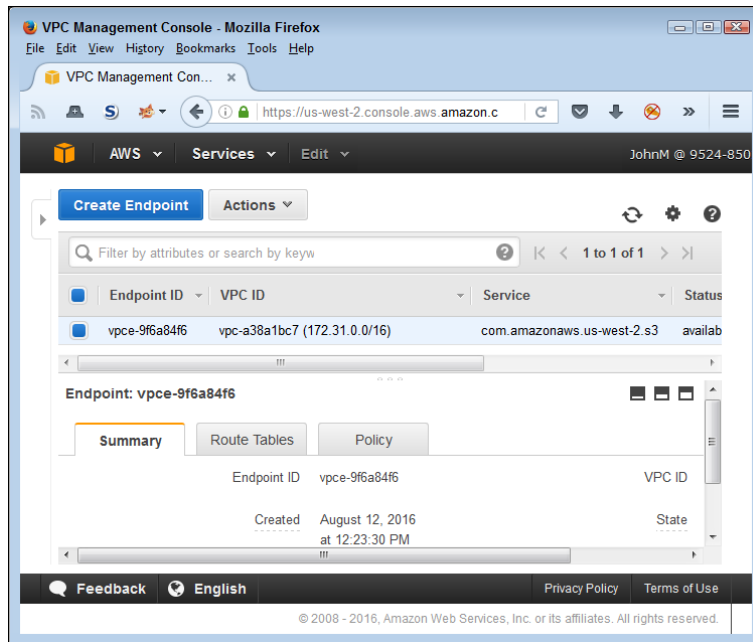 VPC Management Console - Mozilla Firefox
File Edit View History Bookmarks Tools Help
VPC Management Con... ×
https://us-west-2.console.aws.amazon.c
AWS Services Edit JohnM @ 9524-850
Create Endpoint Actions
Filter by attributes or search by keyw 1 to 1 of 1
Endpoint ID VPC ID Service Status
vpce-9f6a84f6 vpc-a38a1bc7 (172.31.0.0/16) com.amazonaws.us-west-2.s3 availab
Endpoint: vpce-9f6a84f6
Summary Route Tables Policy
Endpoint ID vpce-9f6a84f6 VPC ID
Created August 12, 2016 State
at 12:23:30 PM
Feedback English Privacy Policy Terms of Use
© 2008 - 2016, Amazon Web Services, Inc. or its affiliates. All rights reserved.